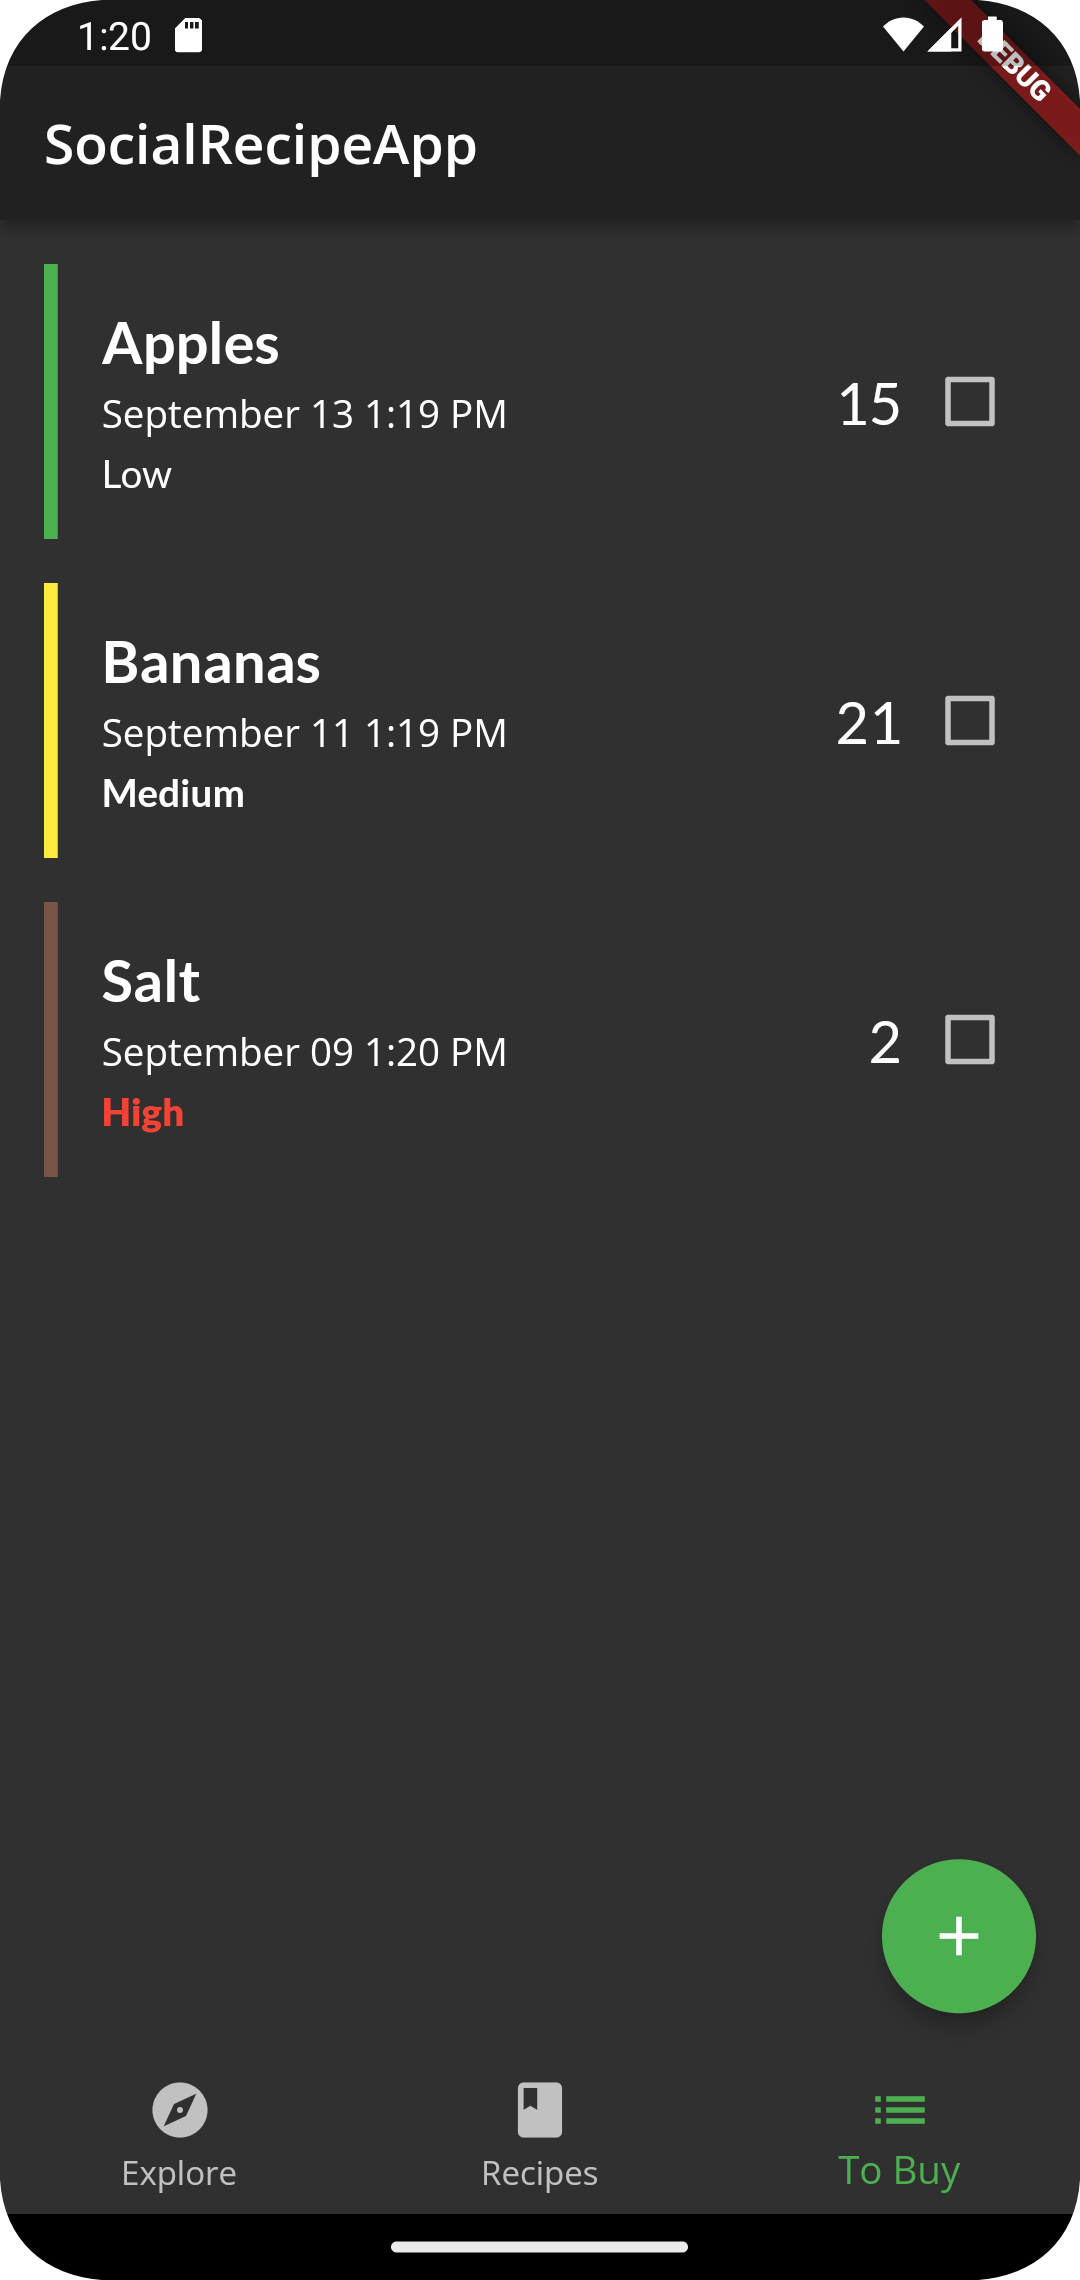 1:20
DEBUG
SocialRecipeApp
Apples
September 13 1:19 PM
Low
15
Bananas
September 11 1:19 PM
Medium
21
Salt
September 09 1:20 PM
High
2
Explore
Recipes
To Buy